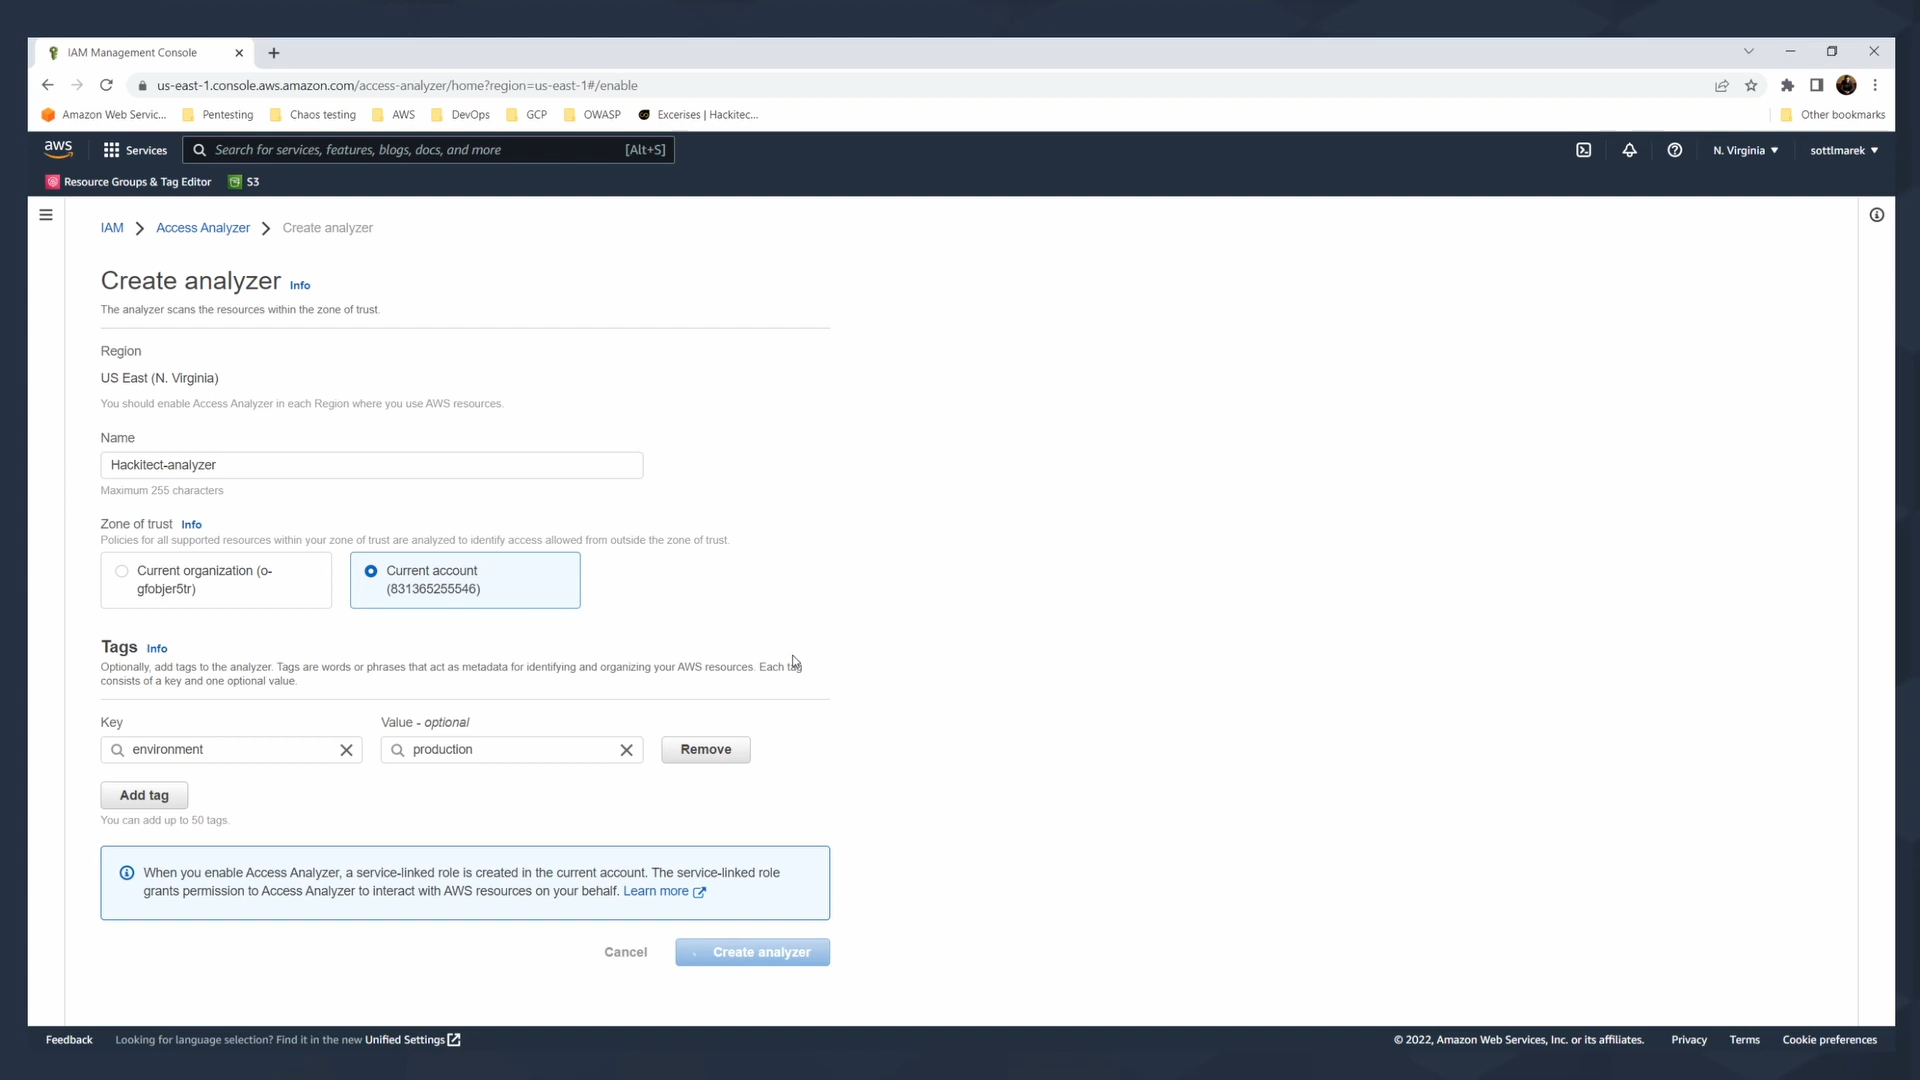 IAM Management Console
us-east-1.console.aws.amazon.com/access-analyzer/home?region=us-east-1#/enable
Amazon Web Servic... Pentesting Chaos testing AWS DevOps GCP OWASP Excerises | Hackitec... Other bookmarks
aws Services Search for services, features, blogs, docs, and more [Alt+S] N. Virginia sottlmarek
Resource Groups & Tag Editor S3
IAM Access Analyzer Create analyzer
Create analyzer Info
The analyzer scans the resources within the zone of trust.
Region
US East (N. Virginia)
You should enable Access Analyzer in each Region where you use AWS resources.
Name
Hackitect-analyzer
Maximum 255 characters
Zone of trust Info
Policies for all supported resources within your zone of trust are analyzed to identify access allowed from outside the zone of trust.
Current organization (o-
gfobjer5tr)
Current account
(831365255546)
Tags Info
Optionally, add tags to the analyzer. Tags are words or phrases that act as metadata for identifying and organizing your AWS resources. Each tag
consists of a key and one optional value.
Key Value - optional
environment production Remove
Add tag
You can add up to 50 tags.
When you enable Access Analyzer, a service-linked role is created in the current account. The service-linked role
grants permission to Access Analyzer to interact with AWS resources on your behalf. Learn more
Cancel Create analyzer
Feedback Looking for language selection? Find it in the new Unified Settings © 2022, Amazon Web Services, Inc. or its affiliates. Privacy Terms Cookie preferences